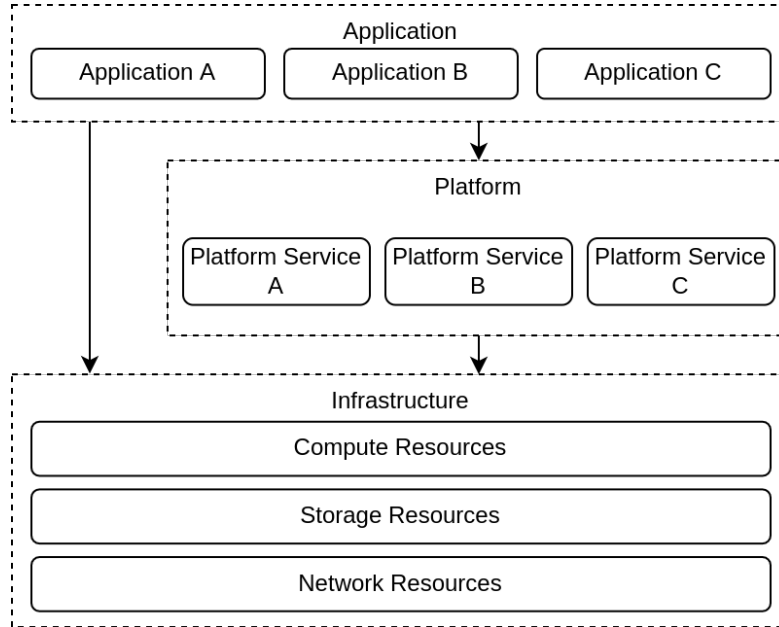 Application
Application A
Application B
Application C
Platform
Platform Service
A
Platform Service
B
Platform Service
C
Infrastructure
Compute Resources
Storage Resources
Network Resources